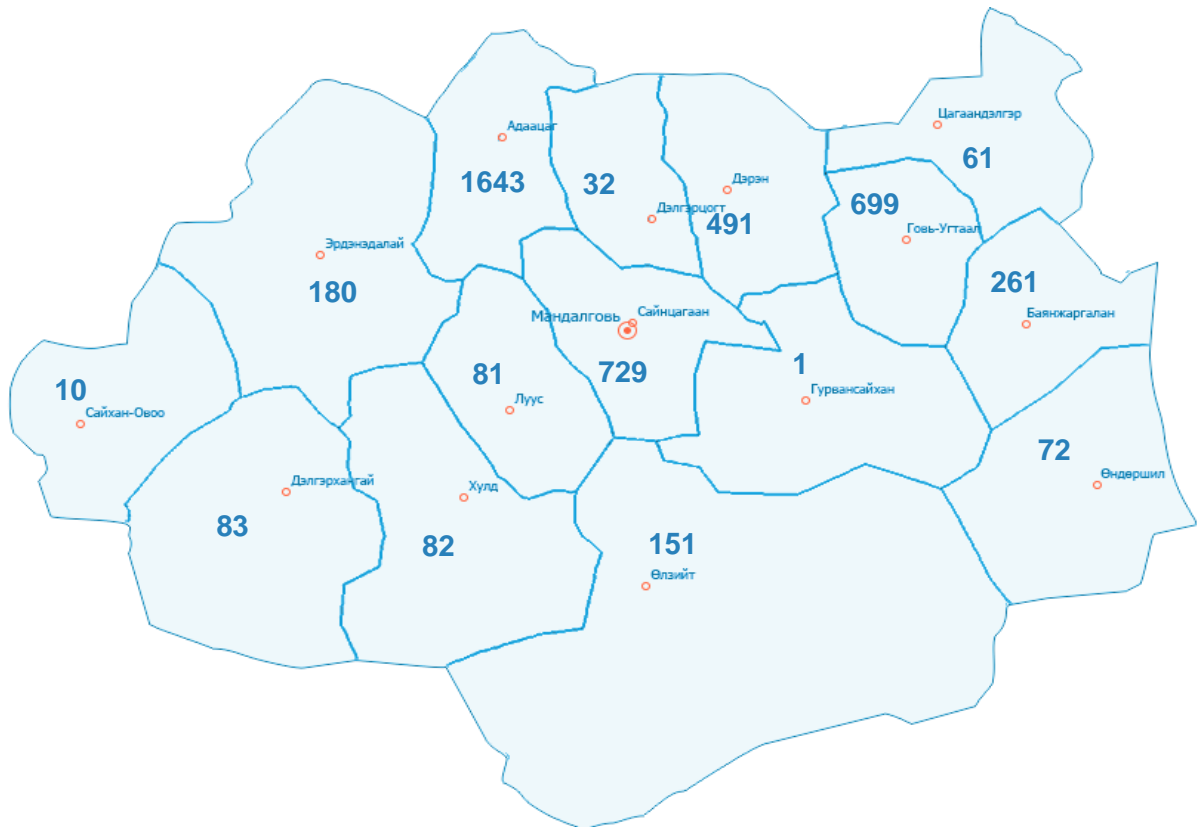 Цагаандэлгэр
61
Адаацаг
1643
32
Дэлгэрцогт
Дэрэн
491
699
Говь-Угтаал
Эрдэнэдалай
180
261
Баянжаргалан
Мандалговь
Сайнцагаан
729
1
Гурвансайхан
81
Луус
10
Сайхан-Овоо
72
Өндөршил
Дэлгэрхангай
83
Хулд
82
151
Өлзийт